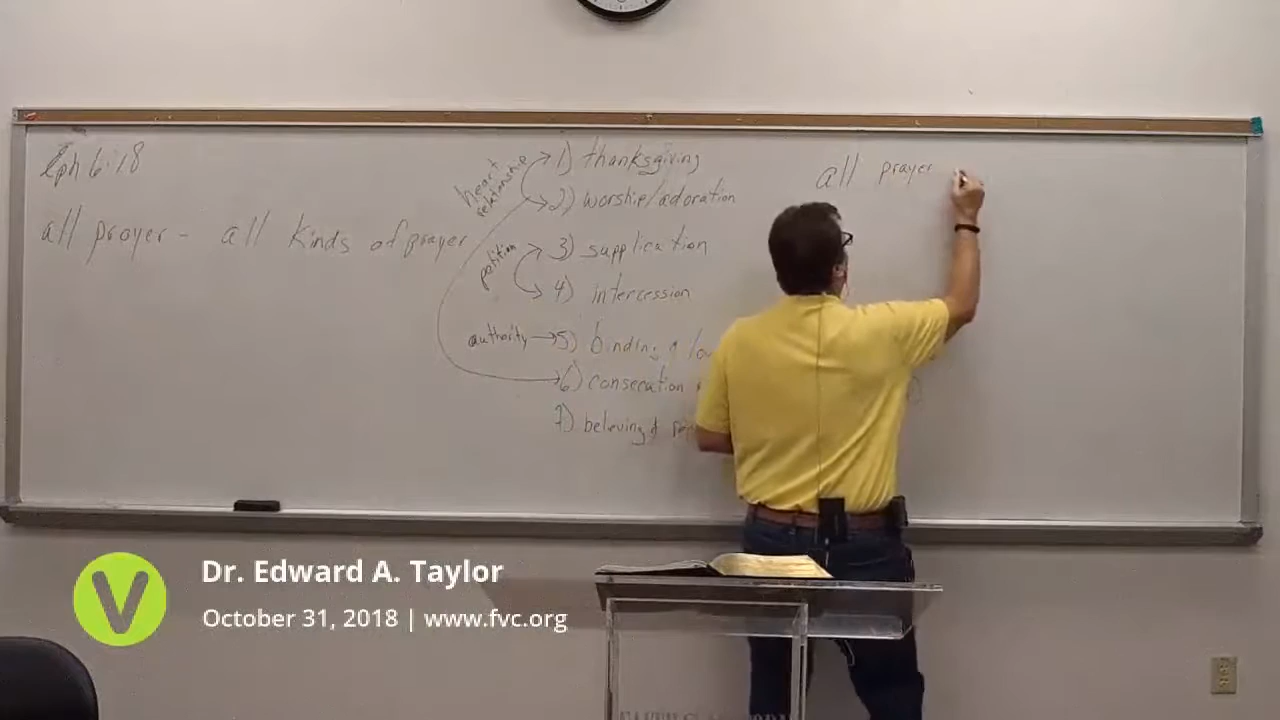 Eph 6:18
all prayer - all kinds of prayer
heart relationship
1) thanksgiving
2) worship/adoration
petition
3) supplication
4) intercession
authority
5) binding &
6) consecration
7) believing &
all prayer
V
Dr. Edward A. Taylor
October 31, 2018 | www.fvc.org